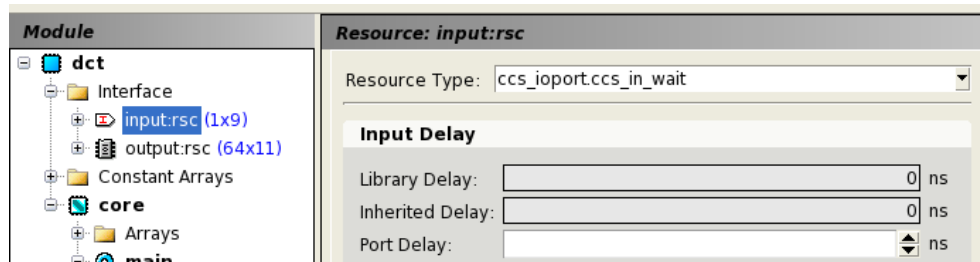 Module
dct
Interface
input:rsc (1x9)
output:rsc (64x11)
Constant Arrays
core
Arrays
main
Resource: input:rsc
Resource Type: ccs_ioport.ccs_in_wait
Input Delay
Library Delay: 0 ns
Inherited Delay: 0 ns
Port Delay: ns